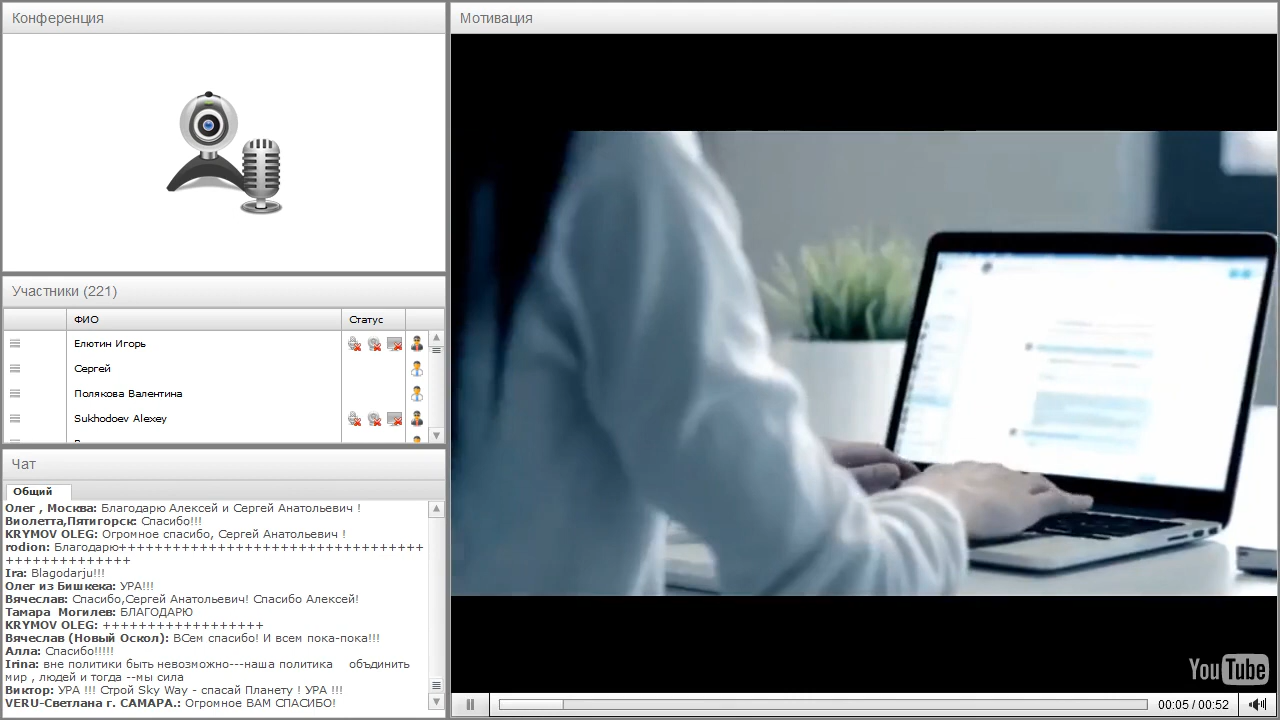 Конференция
Мотивация
Участники (221)
ФИО
Статус
Елютин Игорь
Сергей
Полякова Валентина
Sukhodoev Alexey
Чат
Общий
Олег , Москва: Благодарю Алексей и Сергей Анатольевич !
Виолетта,Пятигорск: Спасибо!!!
KRYMOV OLEG: Огромное спасибо, Сергей Анатольевич !
rodion: Благодарю++++++++++++++++++++++++++++++++++
++++++++++++++
Ira: Blagodarju!!!
Олег из Бишкека: УРА!!!
Вячеслав: Спасибо,Сергей Анатольевич! Спасибо Алексей!
Тамара Могилев: БЛАГОДАРЮ
KRYMOV OLEG: ++++++++++++++++++
Вячеслав (Новый Оскол): ВСем спасибо! И всем пока-пока!!!
Алла: Спасибо!!!!!
Irina: вне политики быть невозможно---наша политика объдинить
мир , людей и тогда --мы сила
Виктор: УРА !!! Строй Sky Way - спасай Планету ! УРА !!!
VERU-Светлана г. САМАРА.: Огромное ВАМ СПАСИБО!
YouTube
00:05 / 00:52